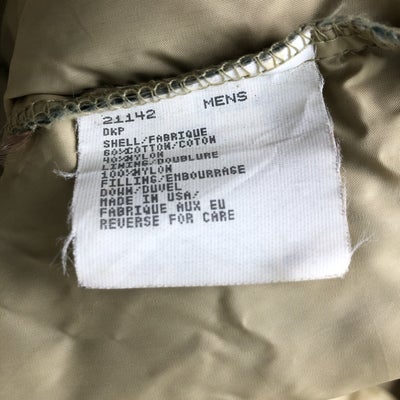 21142 MENS
DKP
SHELL/FABRIQUE
60%COTTON/COTON
40%NYLON
LINING/DOUBLURE
100%NYLON
FILLING/EMBOURRAGE
DOWN/DUVEL
MADE IN USA/
FABRIQUE AUX EU
REVERSE FOR CARE